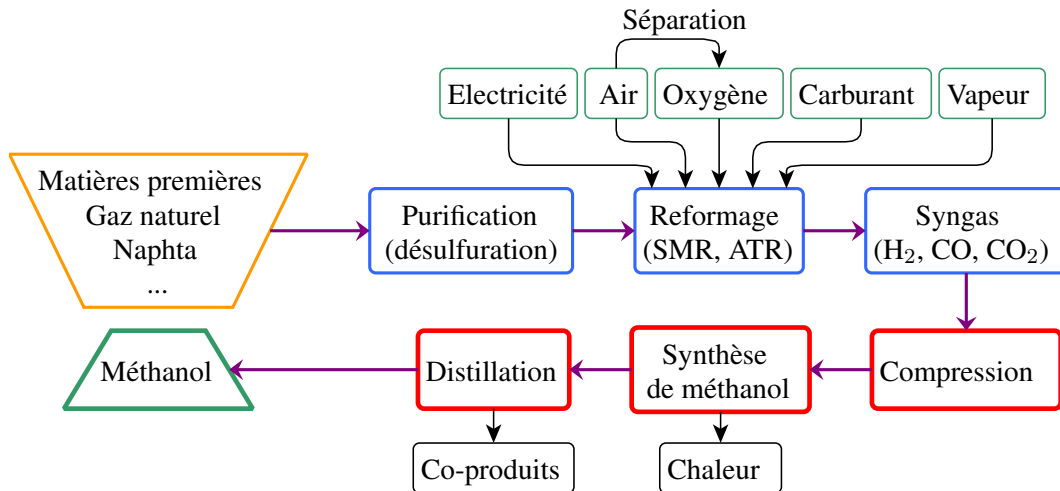 Séparation
Electricité
Air
Oxygène
Carburant
Vapeur
Matières premières
Gaz naturel
Naphta
...
Purification
(désulfuration)
Reformage
(SMR, ATR)
Syngas
(H₂, CO, CO₂)
Méthanol
Distillation
Synthèse
de méthanol
Compression
Co-produits
Chaleur